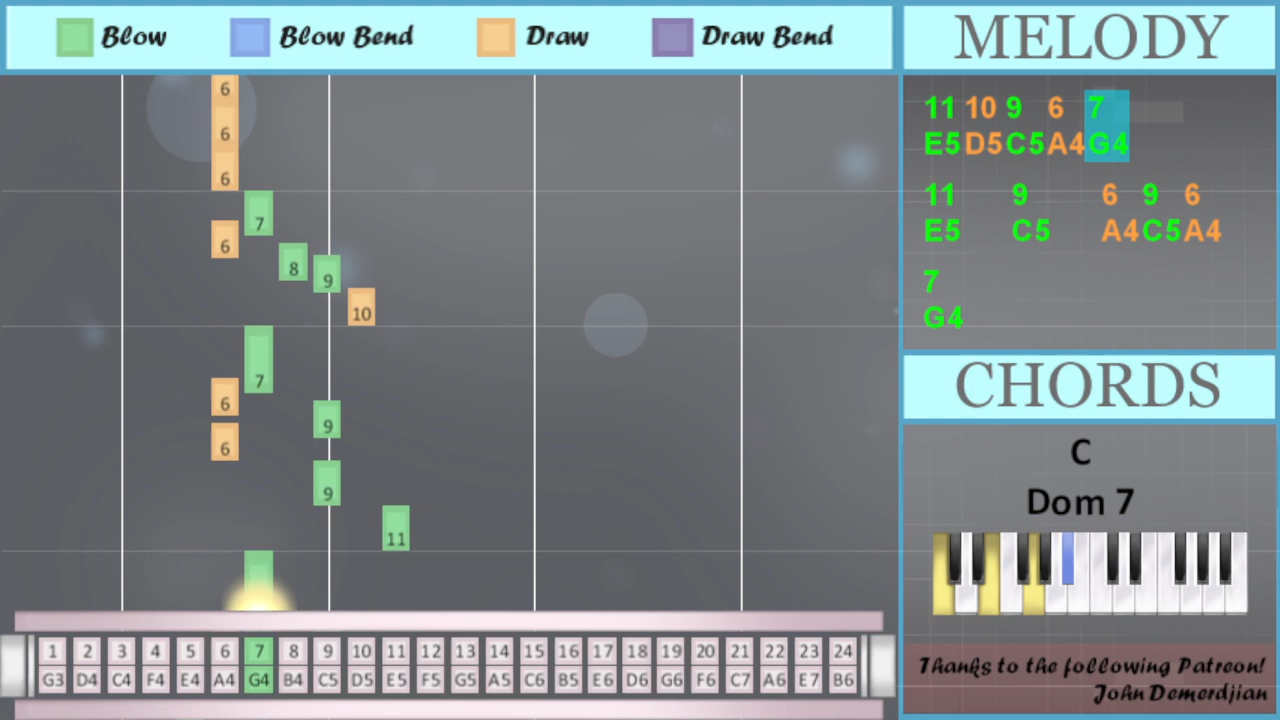 Blow Blow Bend Draw Draw Bend
MELODY
11 10 9 6 7
E5 D5 C5 A4 G4
11 9 6 9 6
E5 C5 A4 C5 A4
7
G4
CHORDS
C
Dom 7
Thanks to the following Patreon!
John Demerdjian
6
6
6
7
6
8
9
10
7
6
9
6
9
11
1 2 3 4 5 6 7 8 9 10 11 12 13 14 15 16 17 18 19 20 21 22 23 24
G3 D4 C4 F4 E4 A4 G4 B4 C5 D5 E5 F5 G5 A5 C6 B5 E6 D6 G6 F6 C7 A6 E7 B6